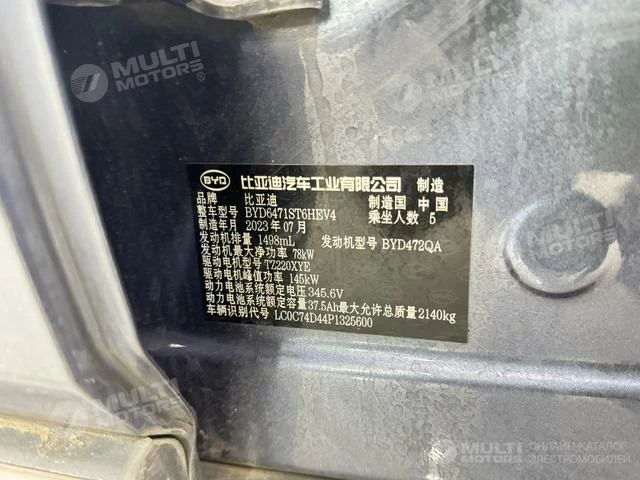 MULTI MOTORS®
MULTI MOTORS
BYD 比亚迪汽车工业有限公司 制造
品牌 比亚迪 制造国 中国
整车型号 BYD6471ST6HEV4 乘坐人数 5
制造年月 2023年07月
发动机排量 1498mL 发动机型号 BYD472QA
发动机最大净功率 78kW
驱动电机型号 TZ220XYE
驱动电机峰值功率 145kW
动力电池系统额定电压 345.6V
动力电池系统额定容量 37.5Ah 最大允许总质量 2140kg
车辆识别代号 LC0C74D44P1325600
MULTI MOTORS
MULTI MOTORS
ОНЛАЙН-КАТАЛОГ
ЭЛЕКТРОМОБИЛЕЙ